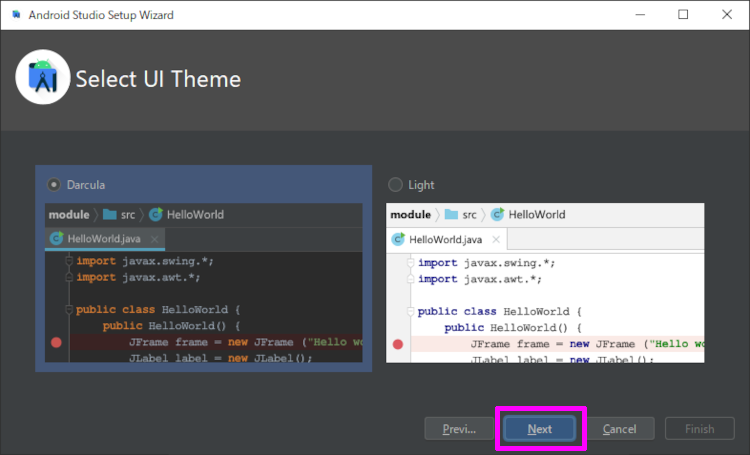 Android Studio Setup Wizard
Select UI Theme
Darcula
module src HelloWorld
HelloWorld.java
import javax.swing.*;
import javax.awt.*;
public class HelloWorld {
public HelloWorld() {
JFrame frame = new JFrame ("Hello wo
JLabel label = new JLabel();
Light
module src HelloWorld
HelloWorld.java
import javax.swing.*;
import javax.awt.*;
public class HelloWorld {
public HelloWorld() {
JFrame frame = new JFrame ("Hello wo
JLabel label = new JLabel();
Previ... Next Cancel Finish